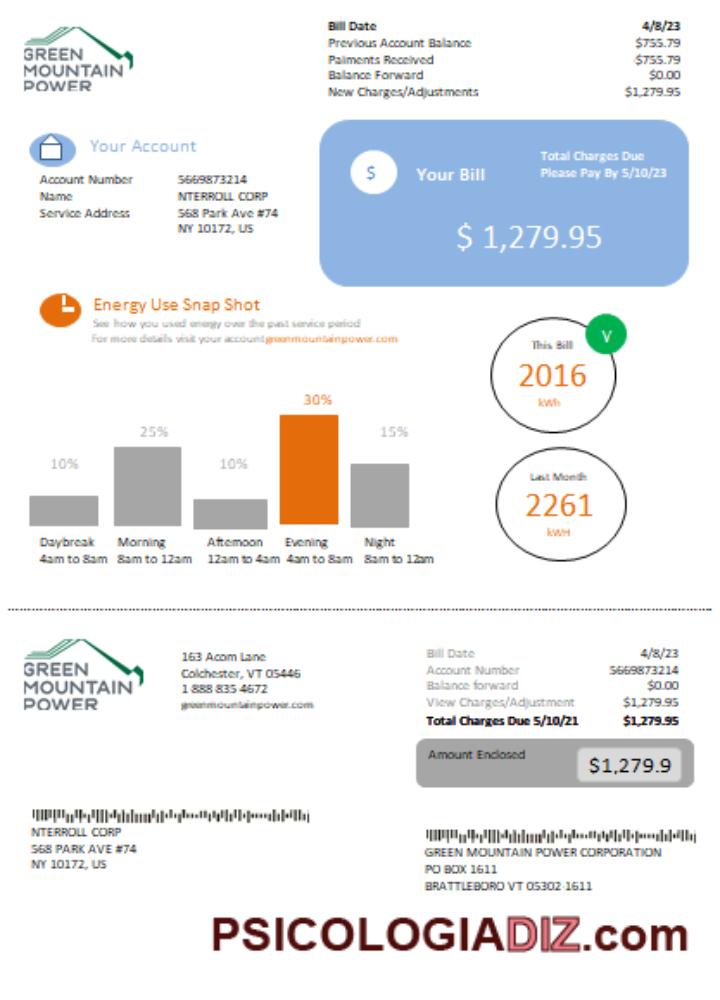 GREEN
MOUNTAIN
POWER
Bill Date 4/8/23
Previous Account Balance $755.79
Paiments Received $755.79
Balance Forward $0.00
New Charges/Adjustments $1,279.95
Your Account
Account Number 5669873214
Name NTERROLL CORP
Service Address 568 Park Ave #74
NY 10172, US
$ Your Bill
Total Charges Due
Please Pay By 5/10/23
$ 1,279.95
Energy Use Snap Shot
See how you used energy over the past service period
For more details visit your accountgreenmountainpower.com
V
This Bill
2016
kWh
Last Month
2261
kWH
10% 25% 10% 30% 15%
Daybreak Morning Aftemoon Evening Night
4am to 8am 8am to 12am 12am to 4am 4am to 8am 8am to 12am
GREEN
MOUNTAIN
POWER
163 Acom Lane
Colchester, VT 05446
1 888 835 4672
greenmountainpower.com
Bill Date 4/8/23
Account Number 5669873214
Balance forward $0.00
View Charges/Adjustment $1,279.95
Total Charges Due 5/10/21 $1,279.95
Amount Enclosed $1,279.9
NTERROLL CORP
568 PARK AVE #74
NY 10172, US
GREEN MOUNTAIN POWER CORPORATION
PO BOX 1611
BRATTLEBORO VT 05302 1611
PSICOLOGIADIZ.com